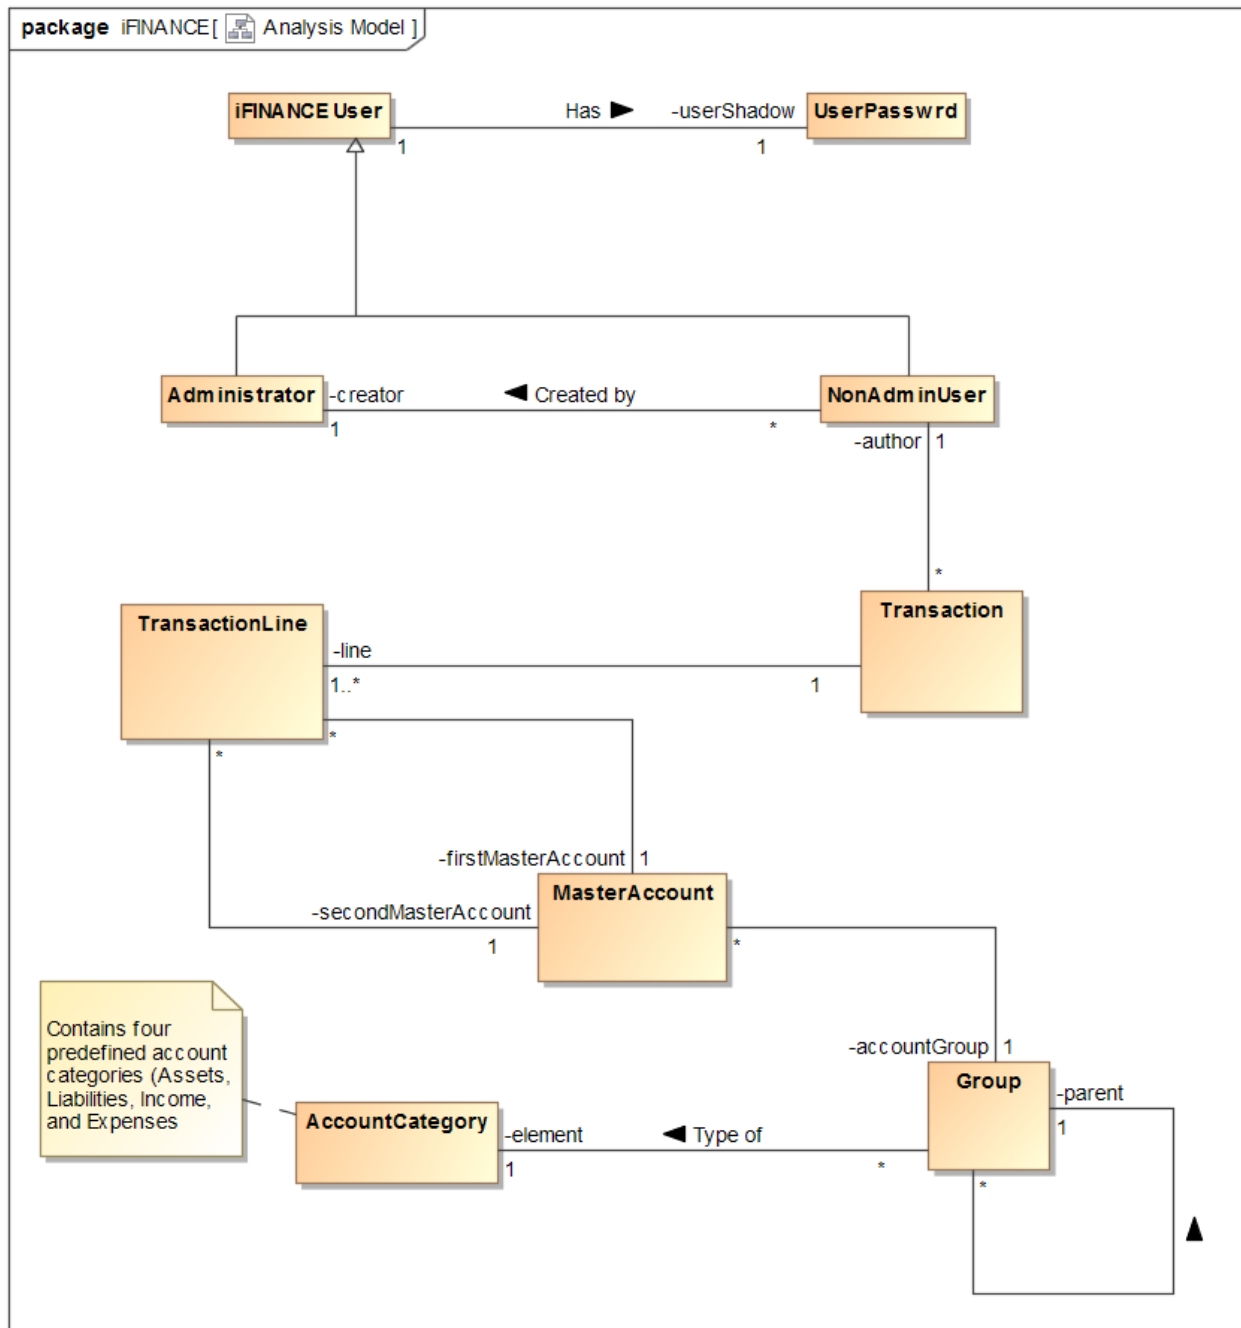 package iFINANCE[ Analysis Model ]
iFINANCE User
Has
-userShadow
UserPasswrd
1
1
Administrator
-creator
Created by
NonAdminUser
1
*
-author
1
*
TransactionLine
Transaction
-line
1..*
1
*
*
-firstMasterAccount
1
MasterAccount
-secondMasterAccount
1
*
Contains four
predefined account
categories (Assets,
Liabilities, Income,
and Expenses
-accountGroup
1
Group
-parent
1
AccountCategory
-element
Type of
1
*
*